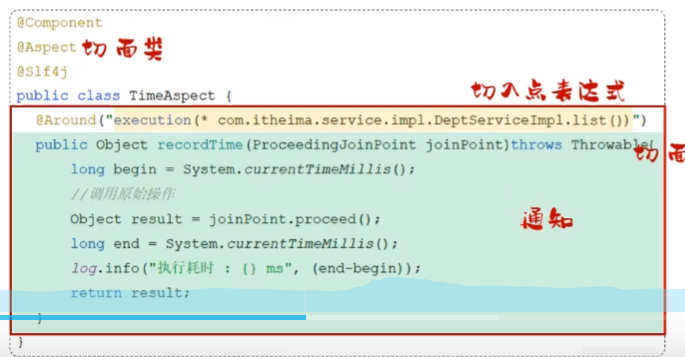 @Component
@Aspect 切面类
@Slf4j
public class TimeAspect {
切入点表达式
@Around("execution(* com.itheima.service.impl.DeptServiceImpl.list())")
public Object recordTime(ProceedingJoinPoint joinPoint)throws Throwable{
切面
long begin = System.currentTimeMillis();
//调用原始操作
Object result = joinPoint.proceed();
通知
long end = System.currentTimeMillis();
log.info("执行耗时 : {} ms", (end-begin));
return result;
}
}